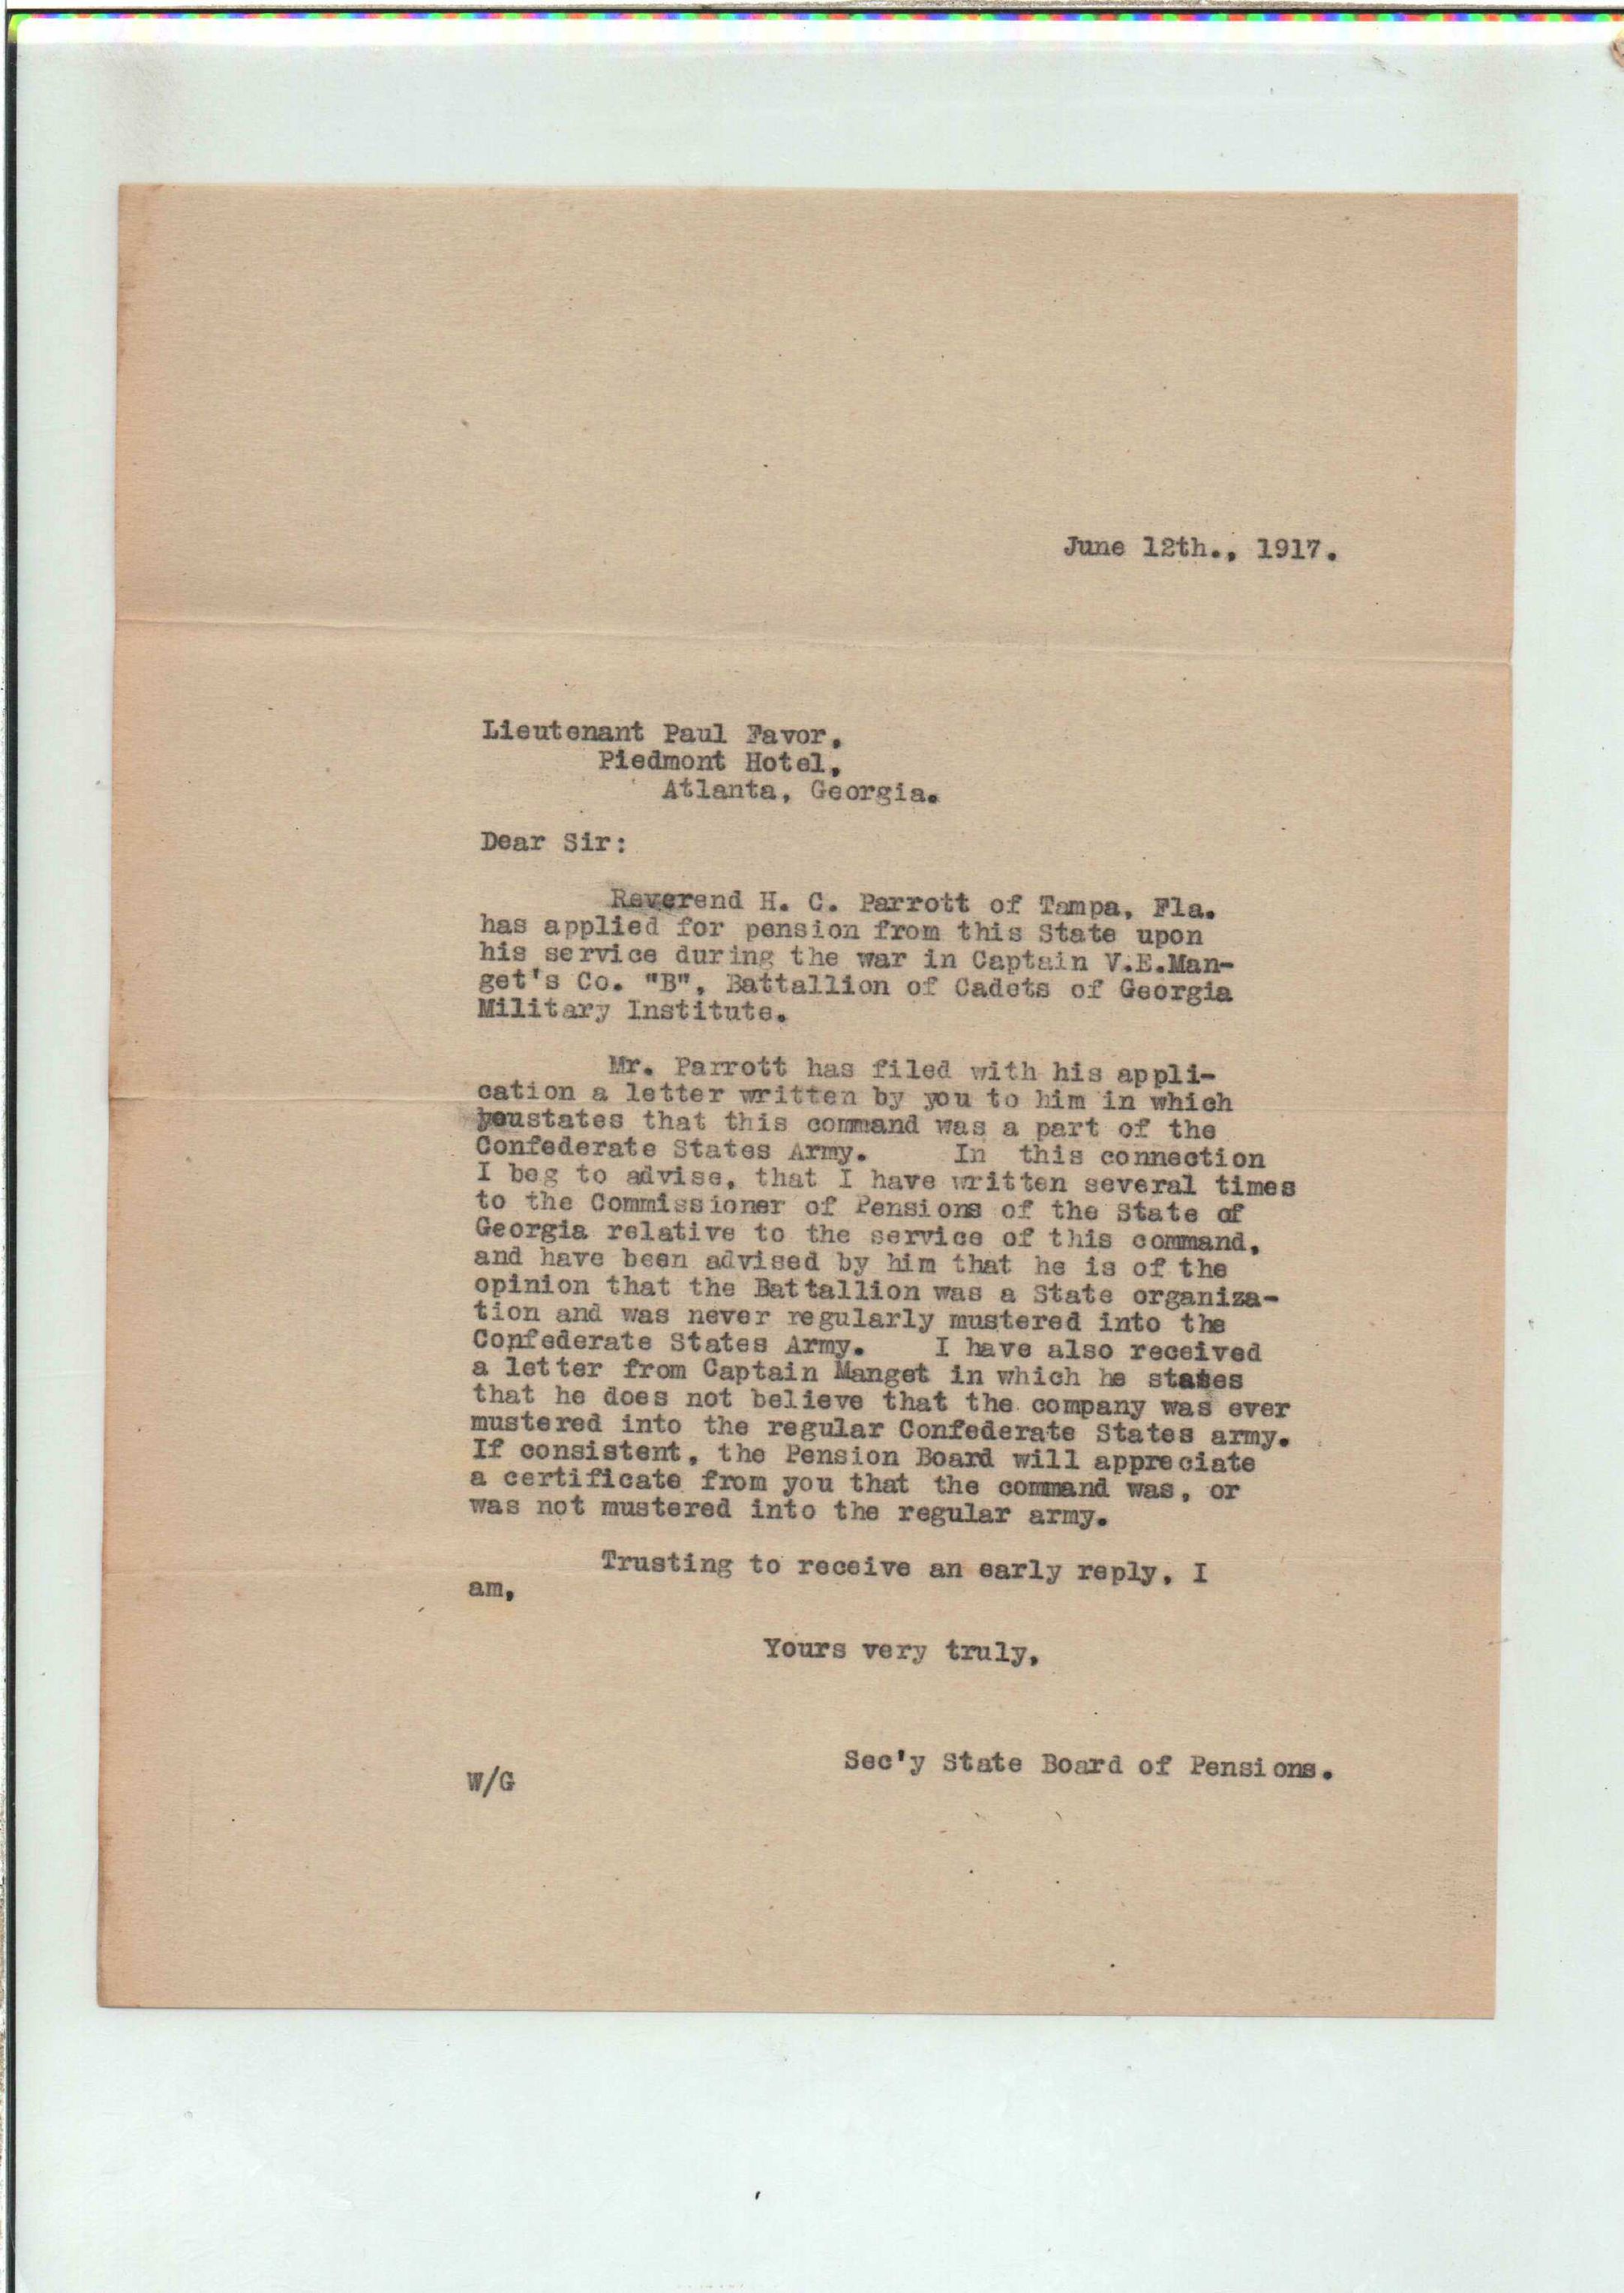 June 12th., 1917.
Lieutenant Paul Favor,
Piedmont Hotel,
Atlanta, Georgia.
Dear Sir:
Reverend H. C. Parrott of Tampa, Fla.
has applied for pension from this State upon
his service during the war in Captain V.E.Man-
get's Co. "B", Battallion of Cadets of Georgia
Military Institute.
Mr. Parrott has filed with his appli-
cation a letter written by you to him in which
youstates that this command was a part of the
Confederate States Army. In this connection
I beg to advise, that I have written several times
to the Commissioner of Pensions of the State of
Georgia relative to the service of this command,
and have been advised by him that he is of the
opinion that the Battallion was a State organiza-
tion and was never regularly mustered into the
Confederate States Army. I have also received
a letter from Captain Manget in which he states
that he does not believe that the company was ever
mustered into the regular Confederate States army.
If consistent, the Pension Board will appreciate
a certificate from you that the command was, or
was not mustered into the regular army.
Trusting to receive an early reply, I
am,
Yours very truly,
Sec'y State Board of Pensions.
W/G